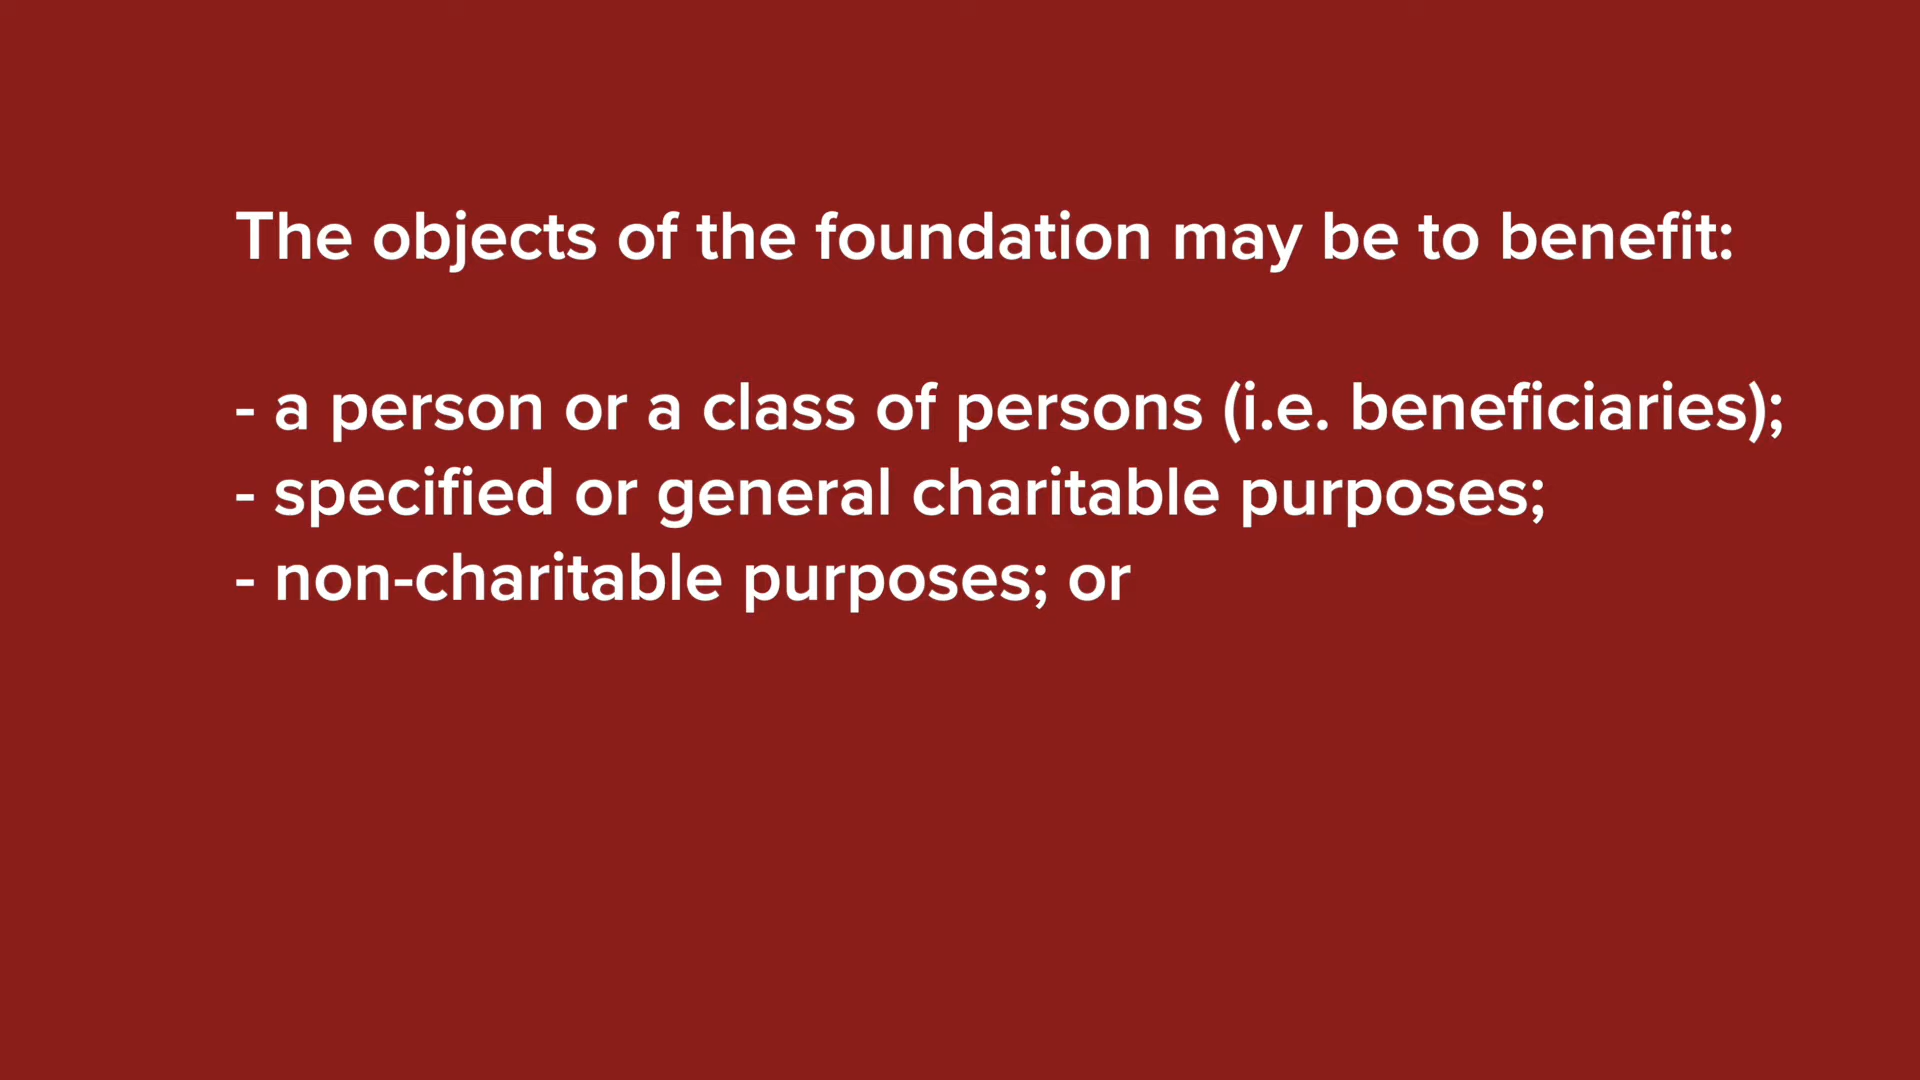 The objects of the foundation may be to benefit:
- a person or a class of persons (i.e. beneficiaries);
- specified or general charitable purposes;
- non-charitable purposes; or